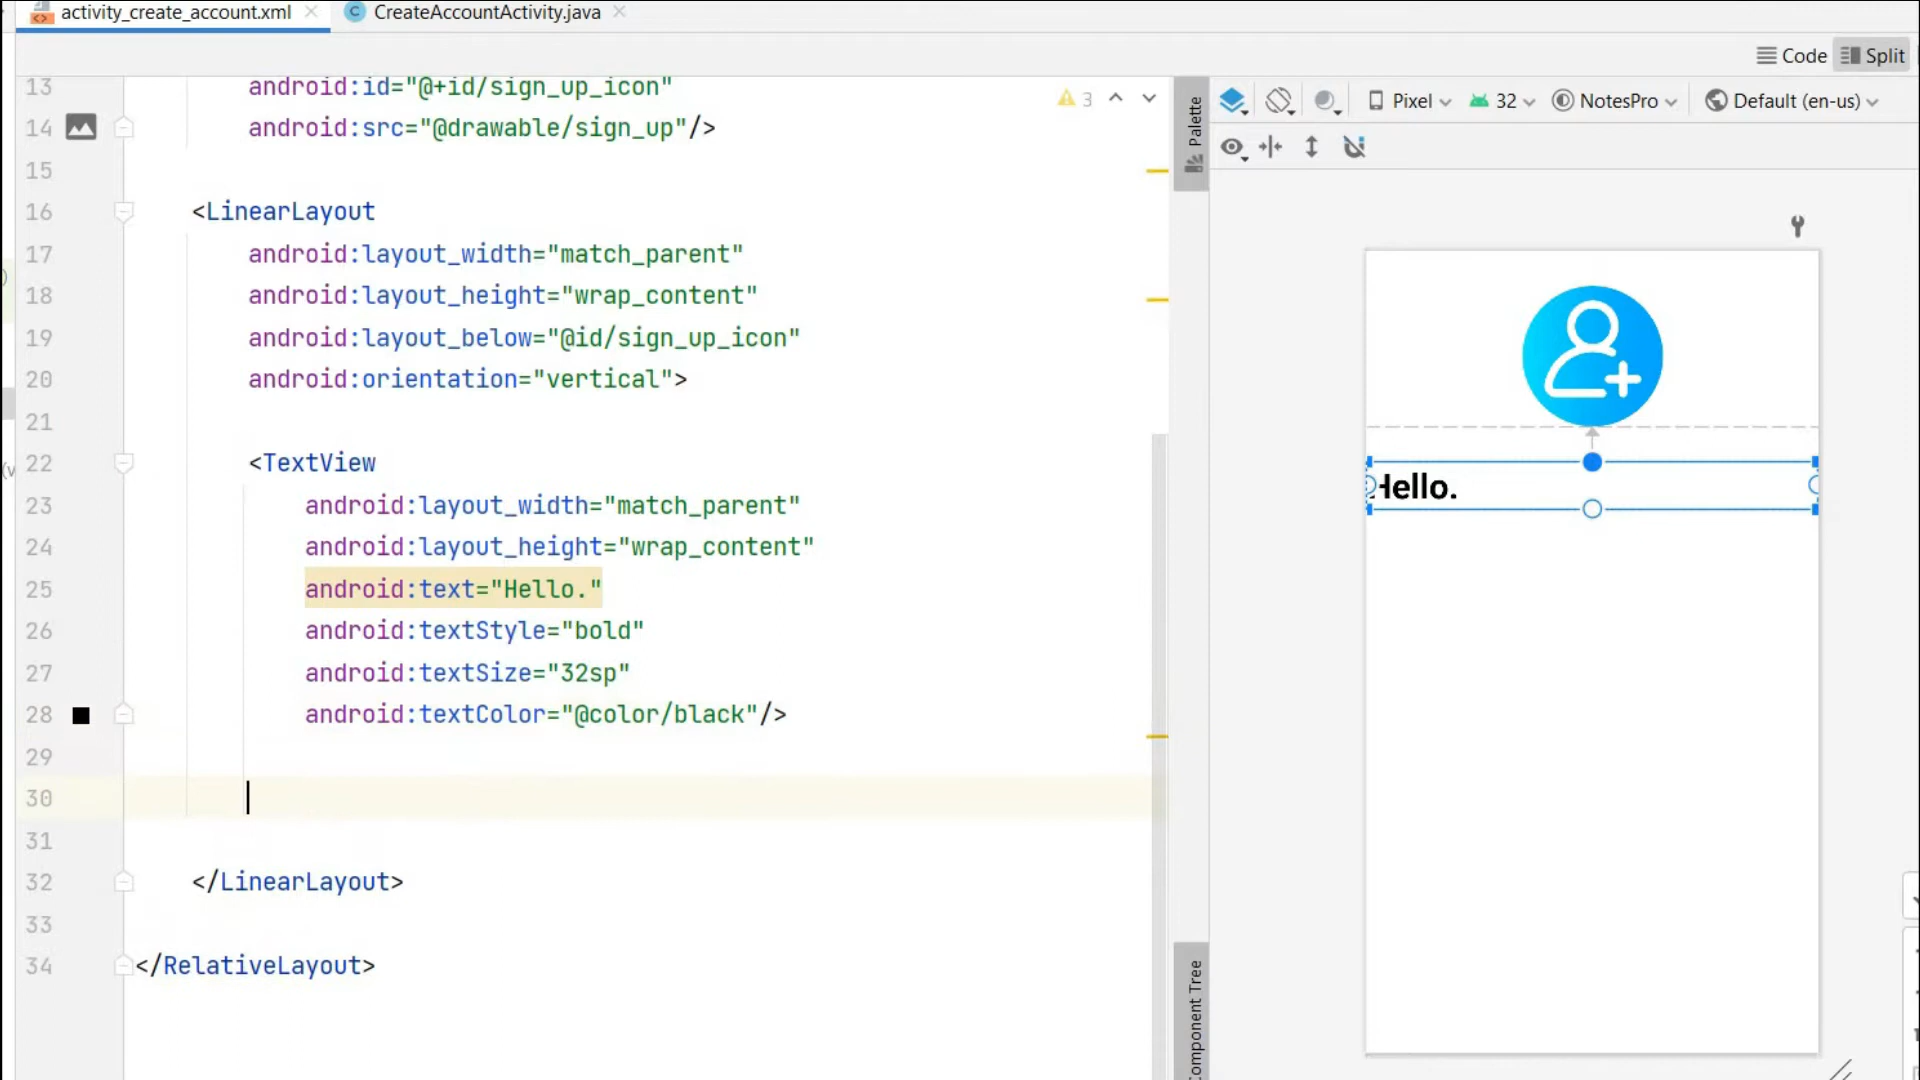 activity_create_account.xml CreateAccountActivity.java
Code Split
13 android:id="@+id/sign_up_icon"
14 android:src="@drawable/sign_up"/>
15
16 <LinearLayout
17 android:layout_width="match_parent"
18 android:layout_height="wrap_content"
19 android:layout_below="@id/sign_up_icon"
20 android:orientation="vertical">
21
22 <TextView
23 android:layout_width="match_parent"
24 android:layout_height="wrap_content"
25 android:text="Hello."
26 android:textStyle="bold"
27 android:textSize="32sp"
28 android:textColor="@color/black"/>
29
30
31
32 </LinearLayout>
33
34 </RelativeLayout>
3
Palette
Component Tree
Pixel 32 NotesPro Default (en-us)
Hello.